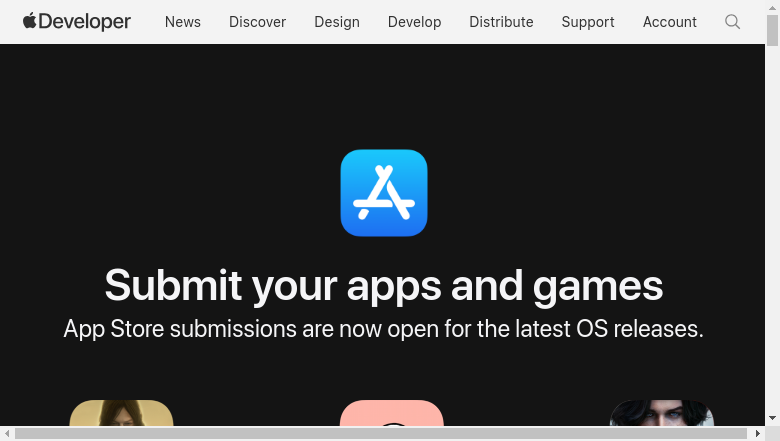 Developer
News
Discover
Design
Develop
Distribute
Support
Account
Submit your apps and games
App Store submissions are now open for the latest OS releases.